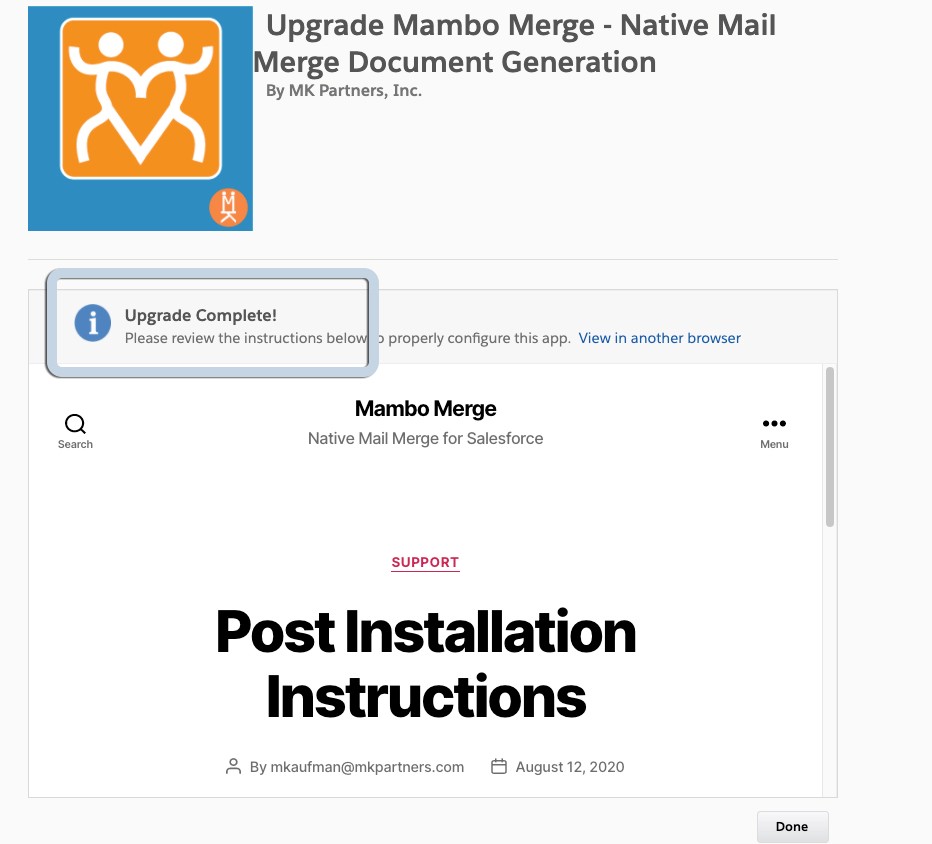 Upgrade Mambo Merge - Native Mail
Merge Document Generation
By MK Partners, Inc.
MK
Upgrade Complete!
Please review the instructions below o properly configure this app. View in another browser
Mambo Merge
Native Mail Merge for Salesforce
Search
Menu
SUPPORT
Post Installation
Instructions
By mkaufman@mkpartners.com August 12, 2020
Done